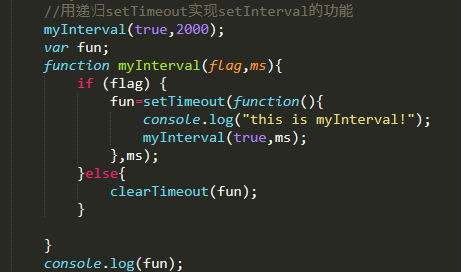 //用递归setTimeout实现setInterval的功能
myInterval(true,2000);
var fun;
function myInterval(flag,ms){
if (flag) {
fun=setTimeout(function(){
console.log("this is myInterval!");
myInterval(true,ms);
},ms);
}else{
clearTimeout(fun);
}
}
console.log(fun);